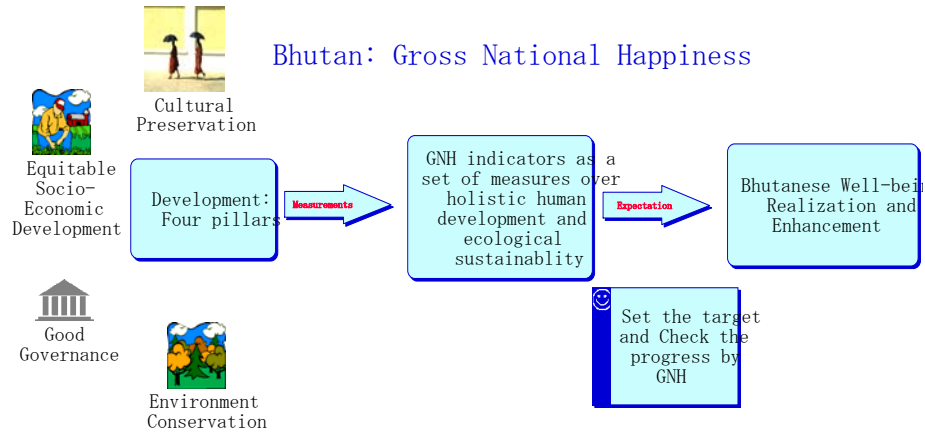 Bhutan: Gross National Happiness
Cultural
Preservation
Equitable
Socio-
Economic
Development
Good
Governance
Environment
Conservation
Development:
Four pillars
Measurements
GNH indicators as a
set of measures over
holistic human
development and
ecological
sustainablity
Expectation
Bhutanese Well-bein
Realization and
Enhancement
Set the target
and Check the
progress by
GNH